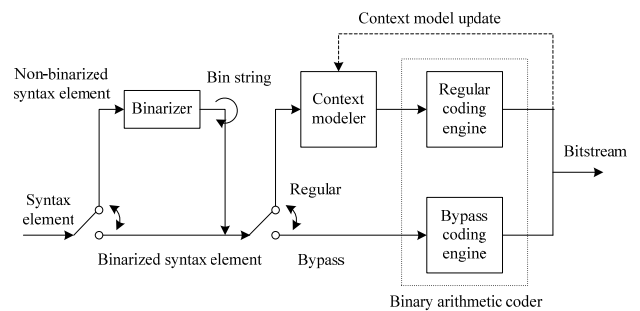 Context model update
Non-binarized
syntax element
Bin string
Binarizer
Context
modeler
Regular
coding
engine
Bitstream
Syntax
element
Regular
Binarized syntax element
Bypass
Bypass
coding
engine
Binary arithmetic coder